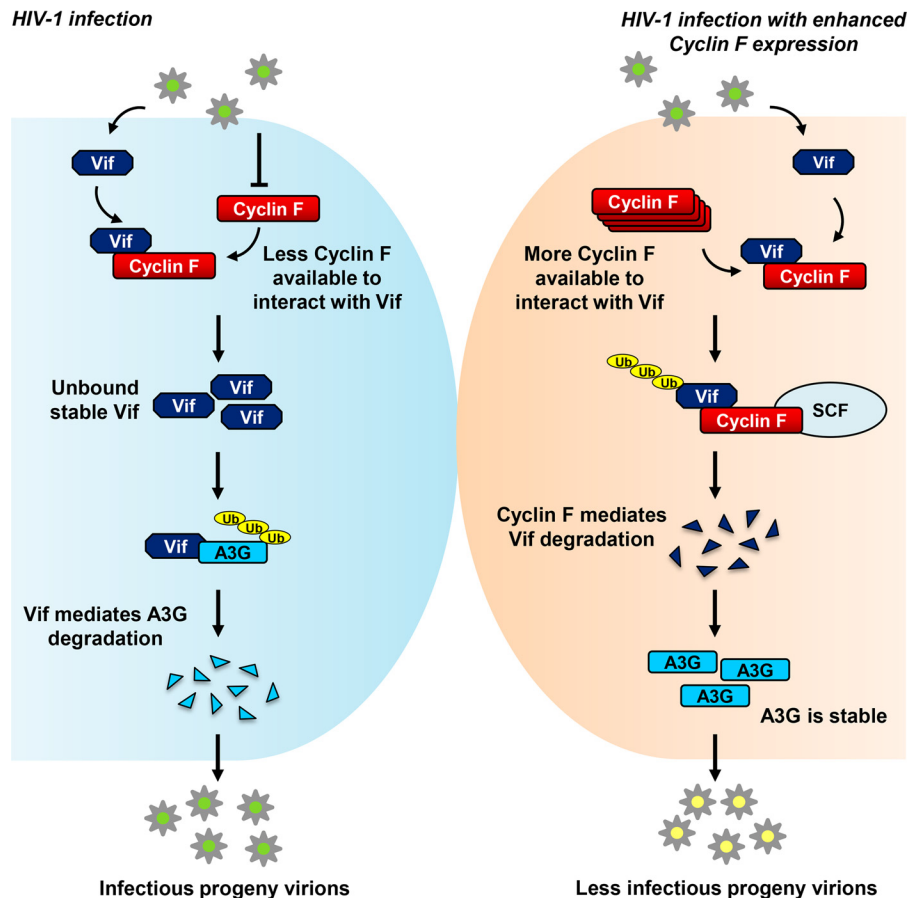 HIV-1 infection
Vif
Cyclin F
Vif
Cyclin F
Less Cyclin F
available to
interact with Vif
Unbound
stable Vif
Vif
Vif
Vif
Ub
Ub
Ub
Vif
A3G
Vif mediates A3G
degradation
Infectious progeny virions
HIV-1 infection with enhanced
Cyclin F expression
Vif
Cyclin F
Vif
Cyclin F
More Cyclin F
available to
interact with Vif
Ub
Ub
Ub
Vif
Cyclin F
SCF
Cyclin F mediates
Vif degradation
A3G
A3G
A3G
A3G is stable
Less infectious progeny virions